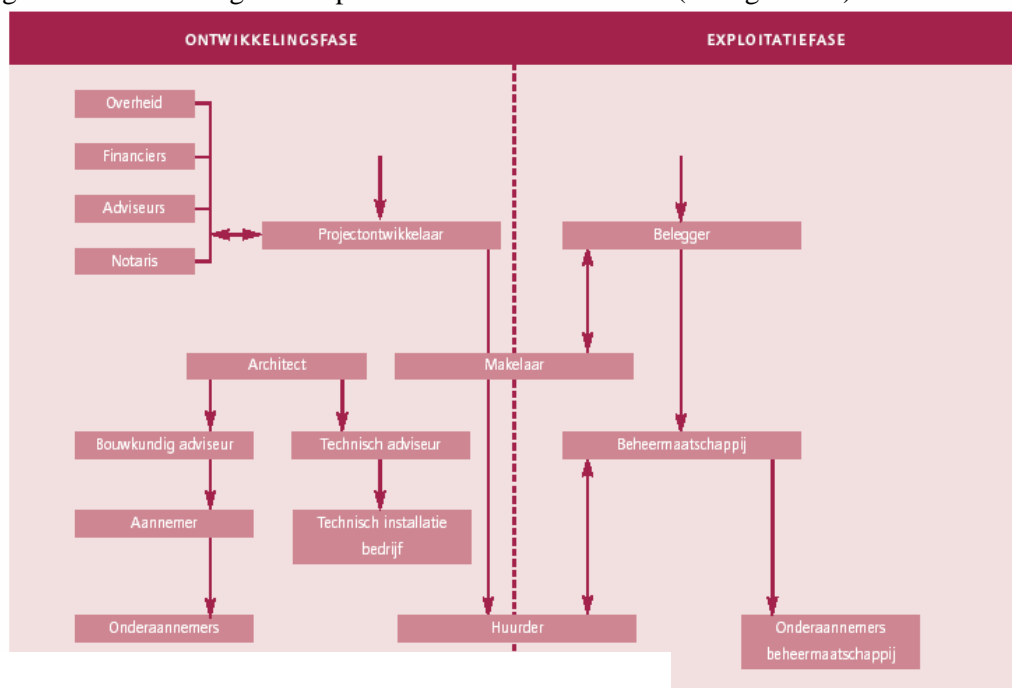 ONTWIKKELINGSFASE
EXPLOITATIEFASE
Overheid
Financiers
Adviseurs
Projectontwikkelaar
Belegger
Notaris
Architect
Makelaar
Bouwkundig adviseur
Technisch adviseur
Beheermaatschappij
Aannemer
Technisch installatie
bedrijf
Onderaannemers
Huurder
Onderaannemers
beheermaatschappij